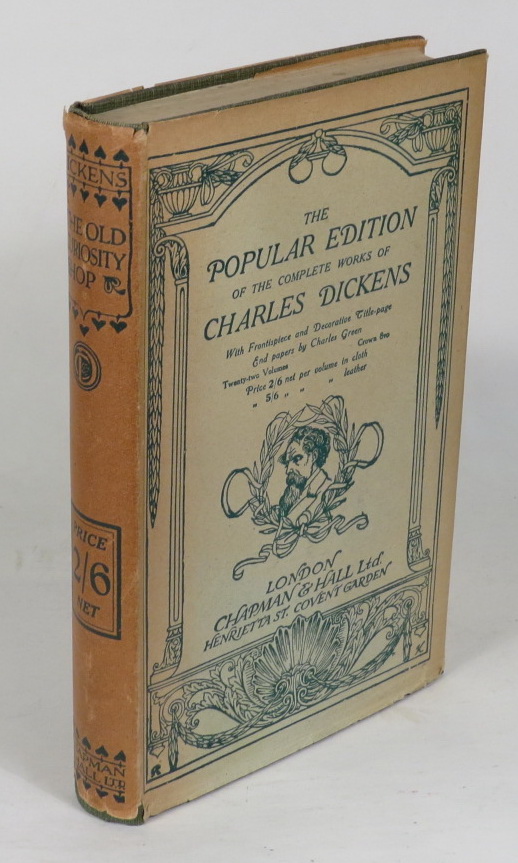 DICKENS
THE OLD
CURIOSITY
SHOP
PRICE
2/6
NET
CHAPMAN
& HALL LTD
THE
POPULAR EDITION
OF THE COMPLETE WORKS OF
CHARLES DICKENS
With Frontispiece and Decorative Title-page
End papers by Charles Green
Twenty-two Volumes Crown 8vo
Price 2/6 net per volume in cloth
„ 5/6 „ „ „ leather
LONDON
CHAPMAN & HALL Ltd.
HENRIETTA ST. COVENT GARDEN